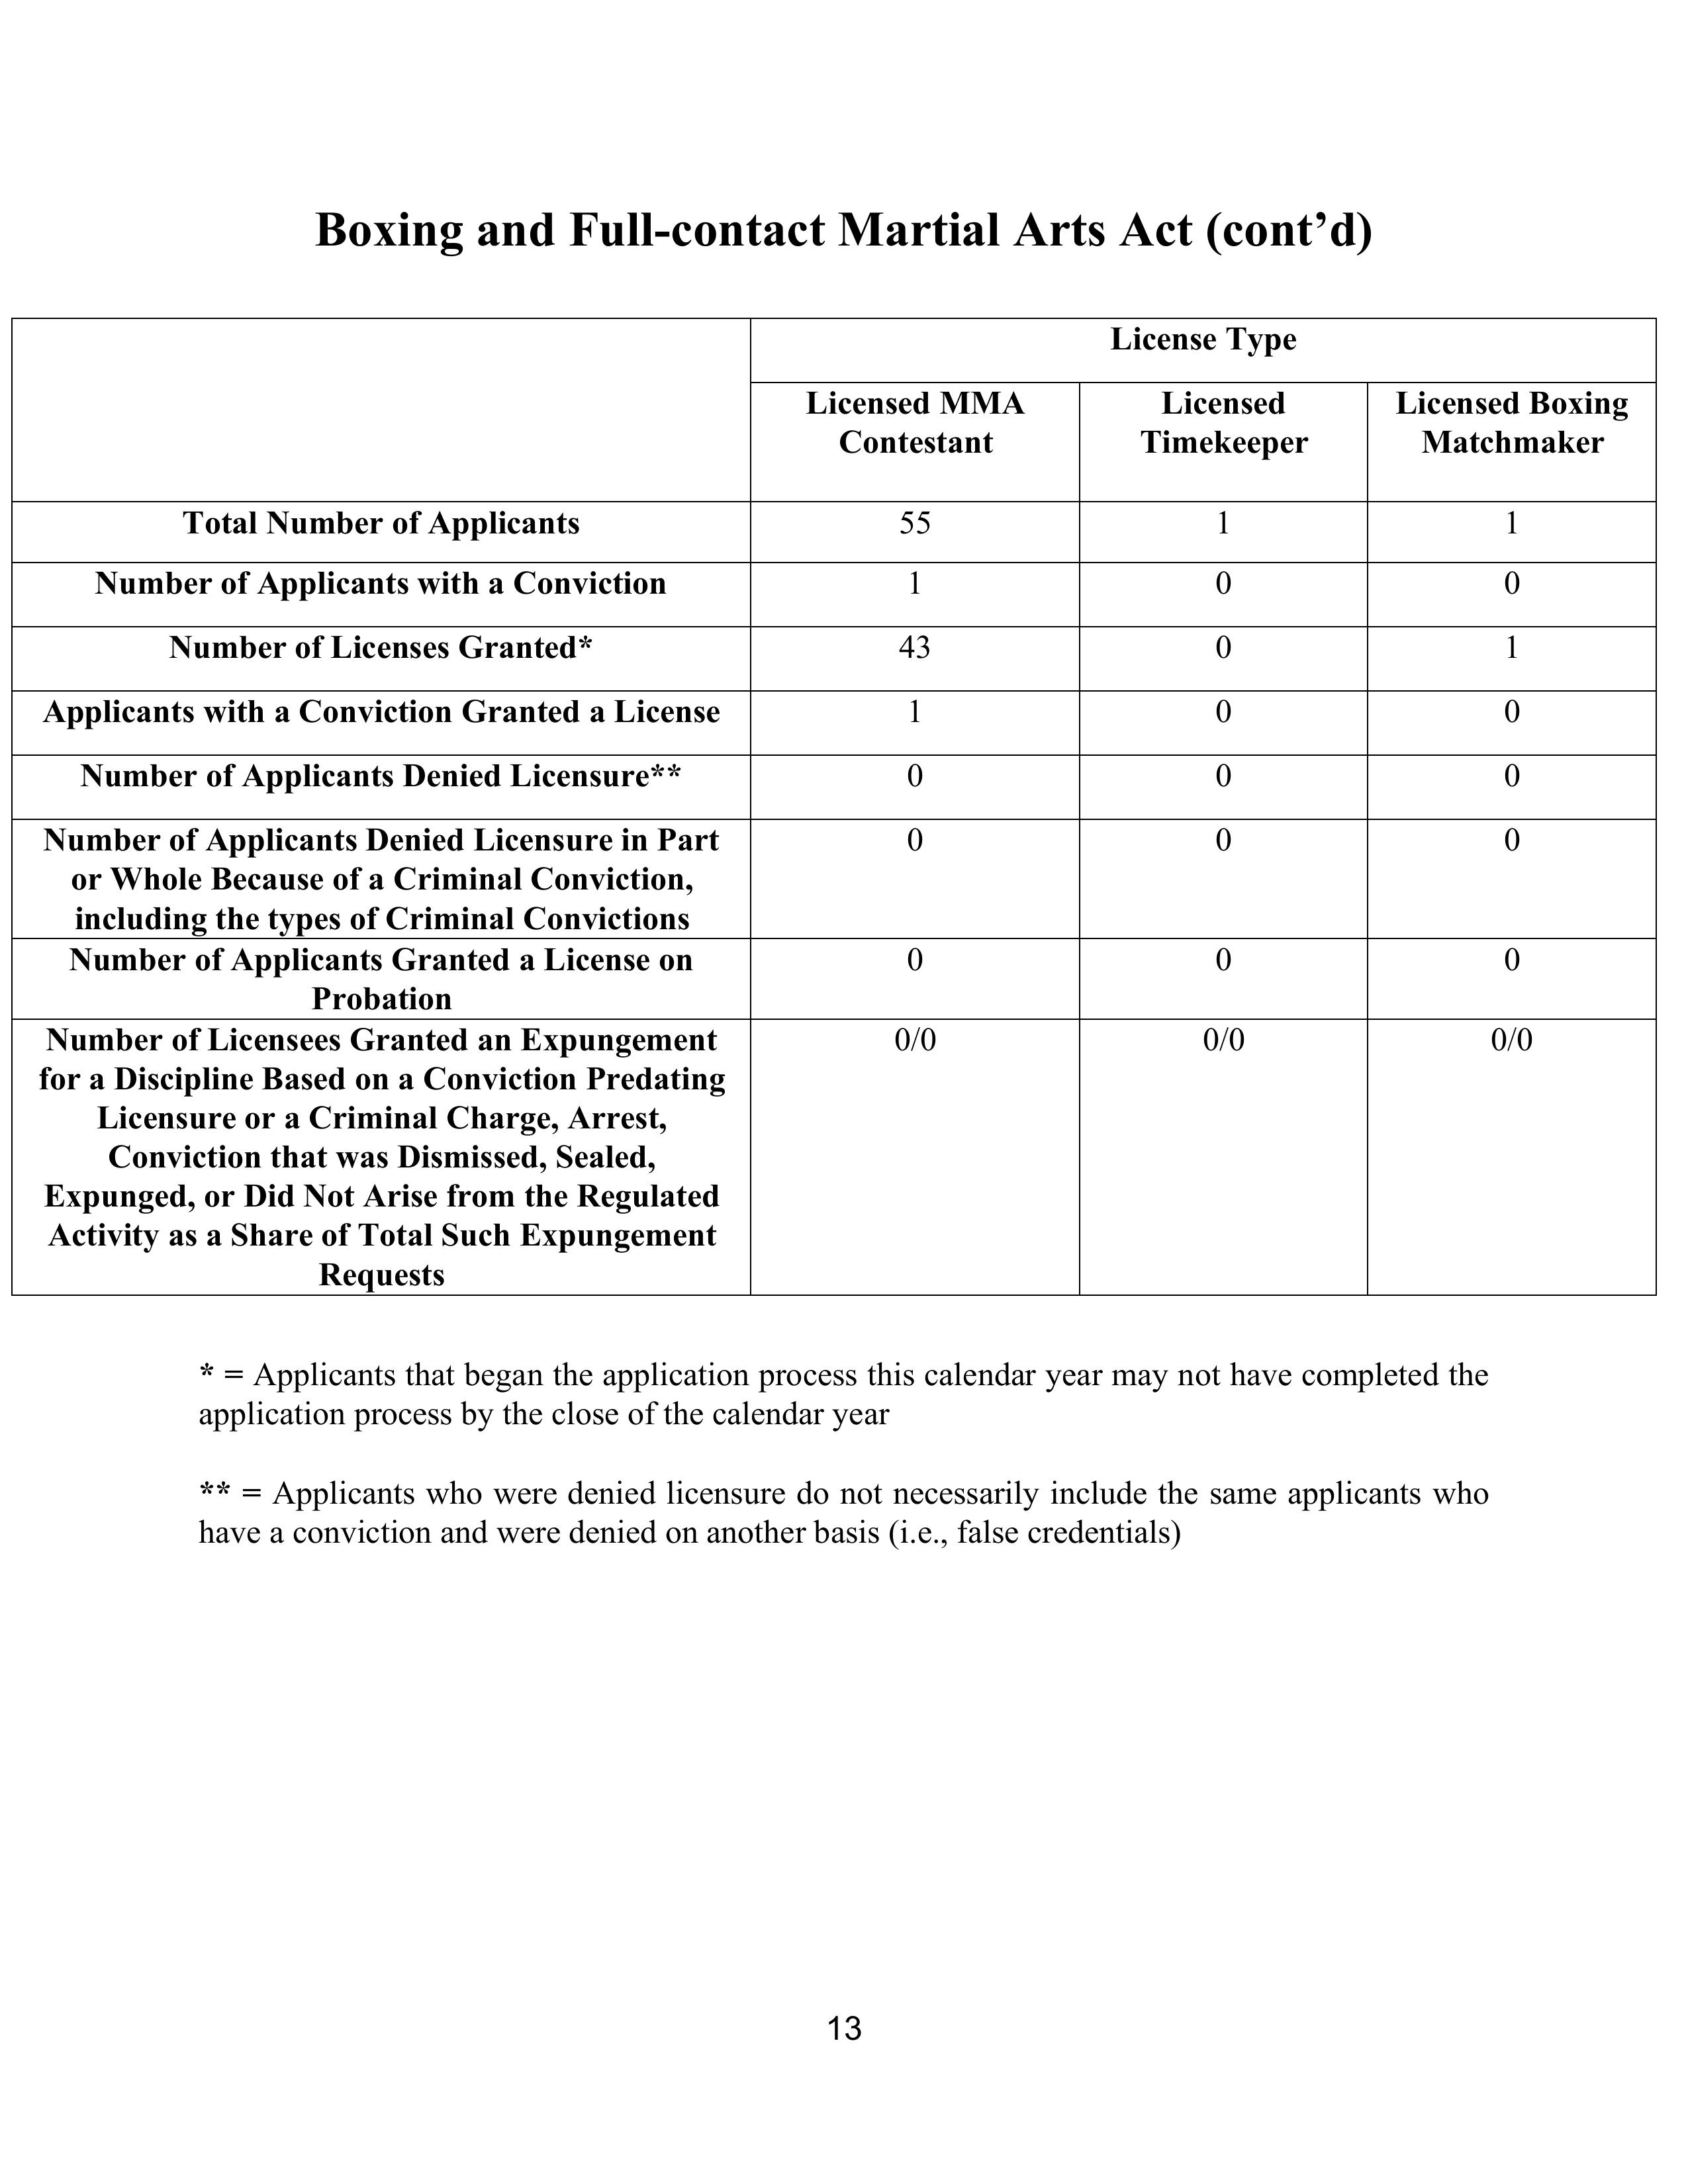 Boxing and Full-contact Martial Arts Act (cont’d)
License Type
Licensed MMA Contestant
Licensed Timekeeper
Licensed Boxing Matchmaker
Total Number of Applicants 55 1 1
Number of Applicants with a Conviction 1 0 0
Number of Licenses Granted* 43 0 1
Applicants with a Conviction Granted a License 1 0 0
Number of Applicants Denied Licensure** 0 0 0
Number of Applicants Denied Licensure in Part
or Whole Because of a Criminal Conviction,
including the types of Criminal Convictions
0 0 0
Number of Applicants Granted a License on
Probation
0 0 0
Number of Licensees Granted an Expungement
for a Discipline Based on a Conviction Predating
Licensure or a Criminal Charge, Arrest,
Conviction that was Dismissed, Sealed,
Expunged, or Did Not Arise from the Regulated
Activity as a Share of Total Such Expungement
Requests
0/0 0/0 0/0
* = Applicants that began the application process this calendar year may not have completed the
application process by the close of the calendar year
** = Applicants who were denied licensure do not necessarily include the same applicants who
have a conviction and were denied on another basis (i.e., false credentials)
13